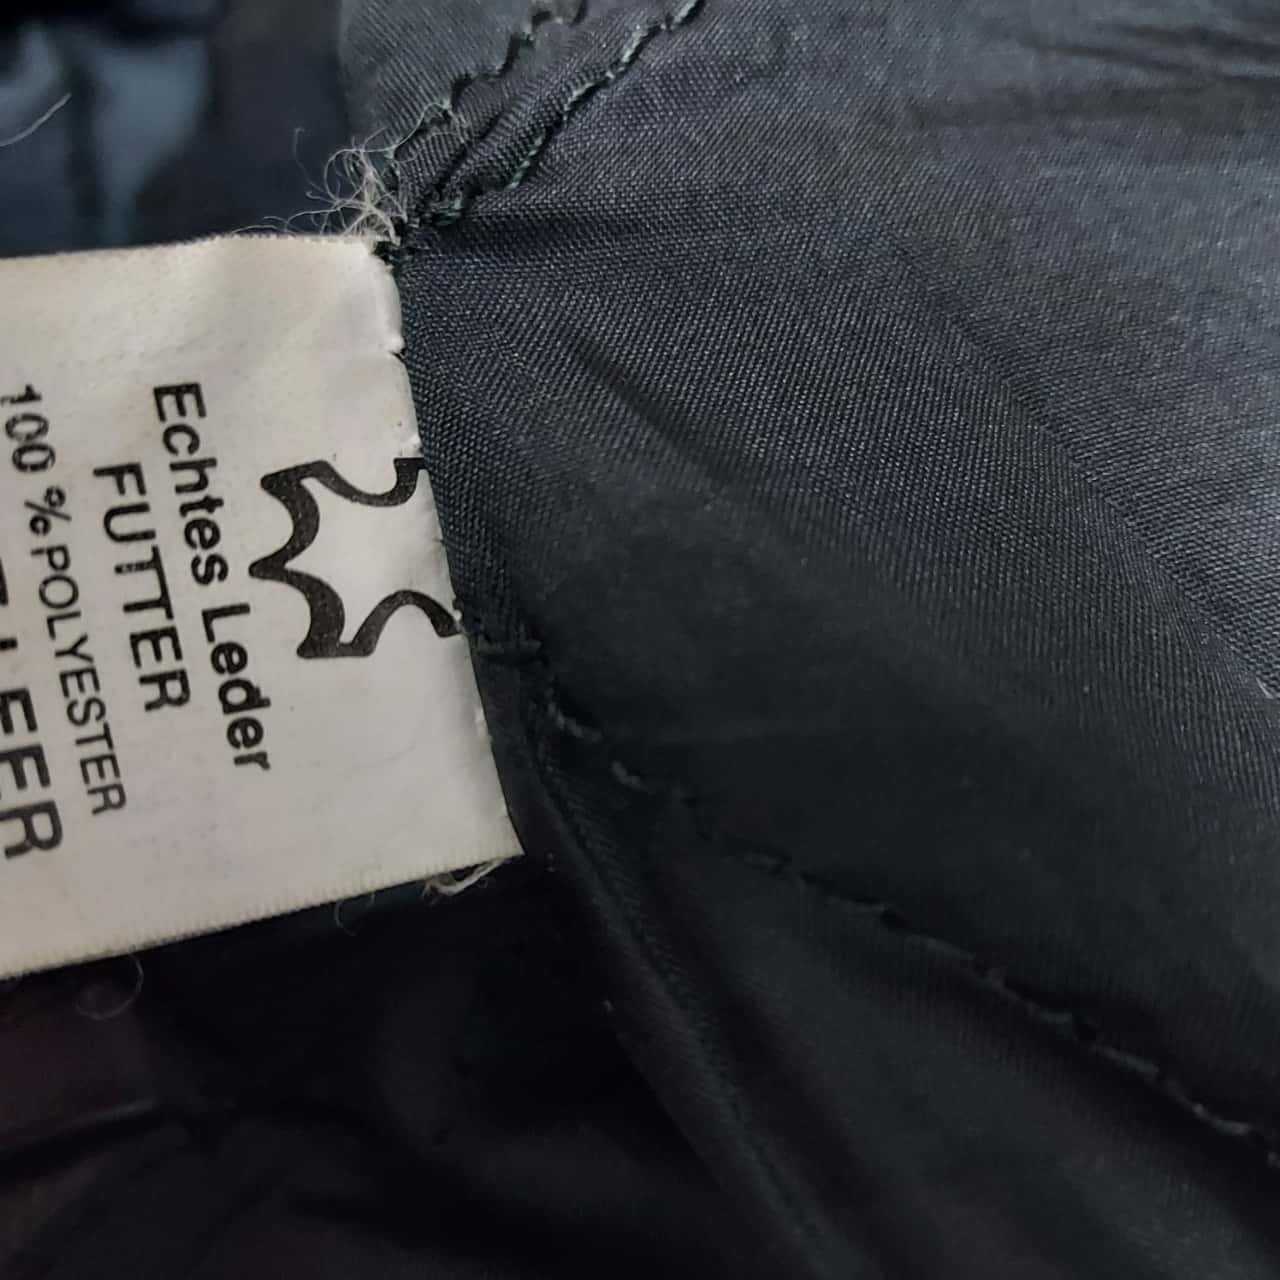 Echtes Leder
FUTTER
100 % POLYESTER